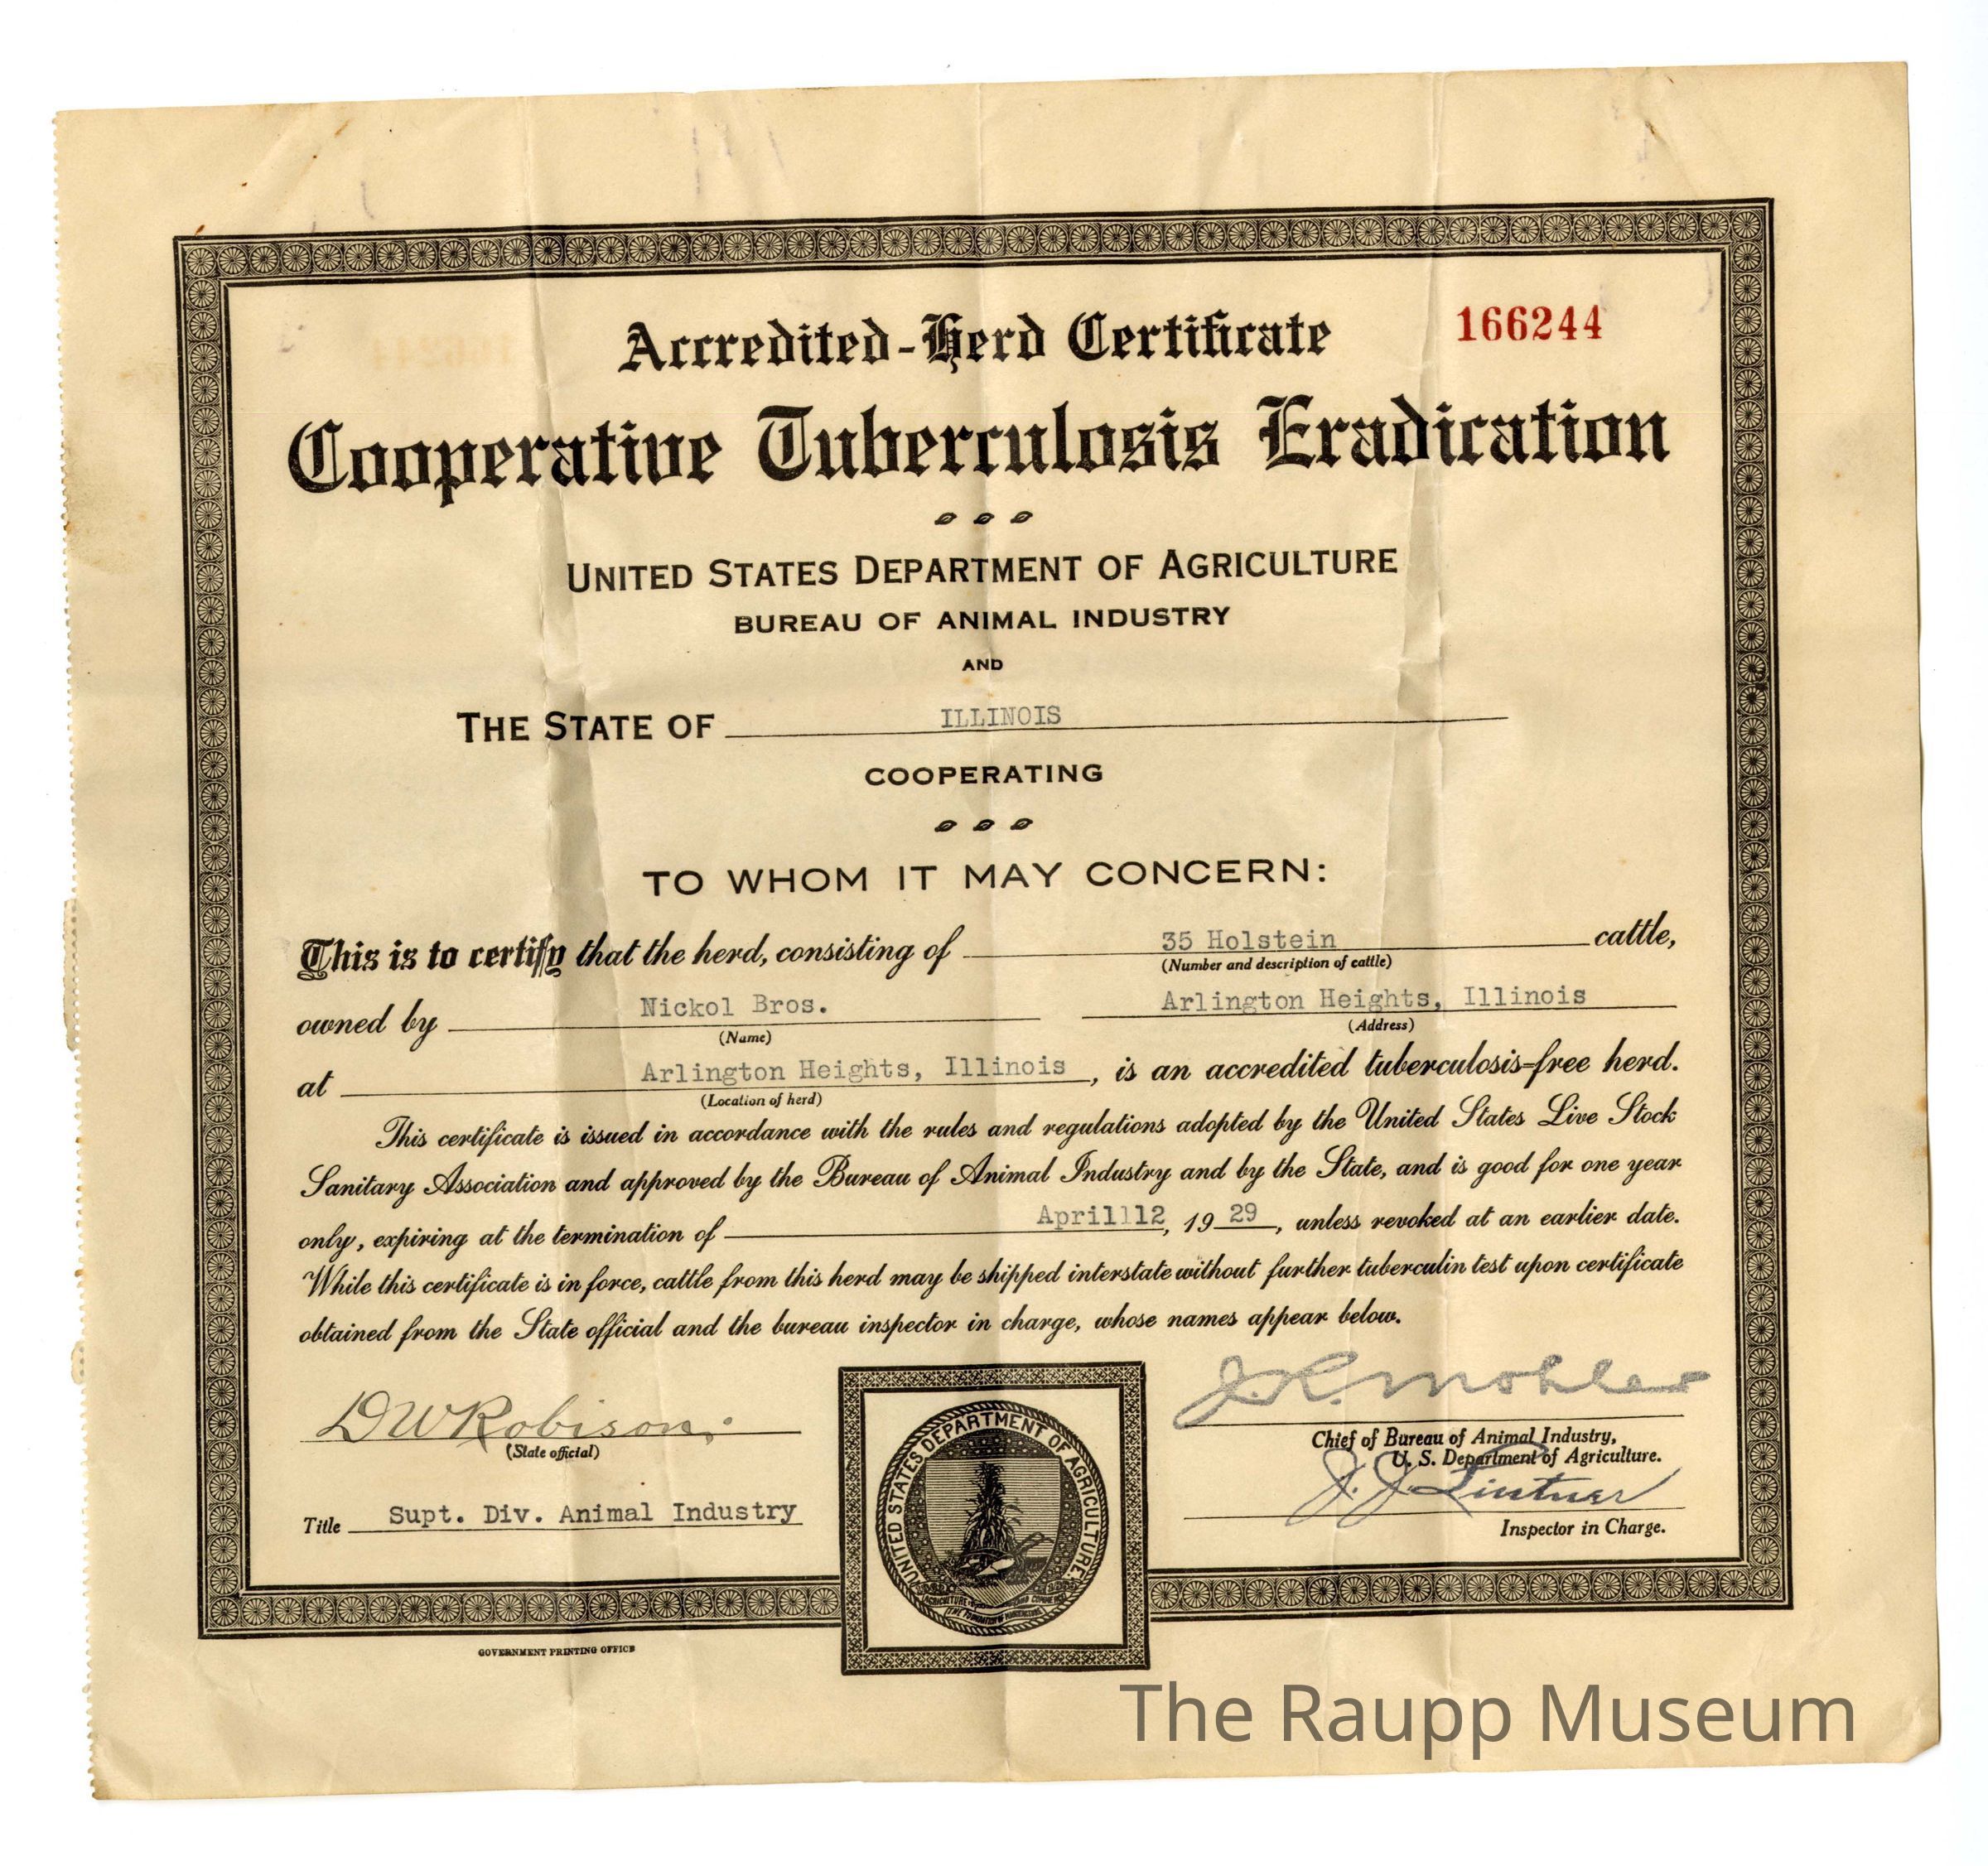 Accredited-Herd Certificate
166244
Cooperative Tuberculosis Eradication
UNITED STATES DEPARTMENT OF AGRICULTURE
BUREAU OF ANIMAL INDUSTRY
AND
THE STATE OF ILLINOIS
COOPERATING
TO WHOM IT MAY CONCERN:
This is to certify that the herd, consisting of 35 Holstein cattle,
(Number and description of cattle)
owned by Nickol Bros. Arlington Heights, Illinois
(Name) (Address)
at Arlington Heights, Illinois, is an accredited tuberculosis-free herd.
(Location of herd)
This certificate is issued in accordance with the rules and regulations adopted by the United States Live Stock
Sanitary Association and approved by the Bureau of Animal Industry and by the State, and is good for one year
only, expiring at the termination of April 12, 1929, unless revoked at an earlier date.
While this certificate is in force, cattle from this herd may be shipped interstate without further tuberculin test upon certificate
obtained from the State official and the bureau inspector in charge, whose names appear below.
DWRobison.
(State official)
Title Supt. Div. Animal Industry
J.R. Mohler
Chief of Bureau of Animal Industry,
U. S. Department of Agriculture.
J. J. Lintner
Inspector in Charge.
UNITED STATES DEPARTMENT OF AGRICULTURE
GOVERNMENT PRINTING OFFICE
The Raupp Museum